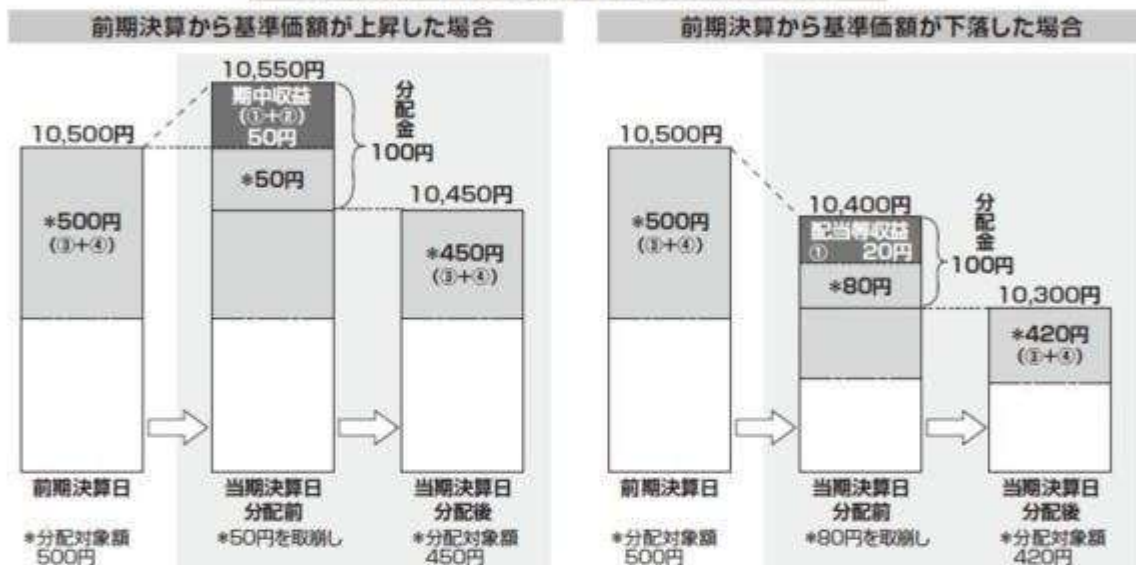 前期決算から基準価額が上昇した場合
10,550円
期中収益
(①+②)
50円
分配金
100円
10,500円
*50円
*500円
(③+④)
10,450円
*450円
(③+④)
前期決算日
当期決算日
分配前
当期決算日
分配後
*分配対象額
500円
*50円を取崩し
*分配対象額
450円
前期決算から基準価額が下落した場合
10,500円
*500円
(③+④)
10,400円
配当等収益
① 20円
分配金
100円
*80円
10,300円
*420円
(③+④)
前期決算日
当期決算日
分配前
当期決算日
分配後
*分配対象額
500円
*80円を取崩し
*分配対象額
420円